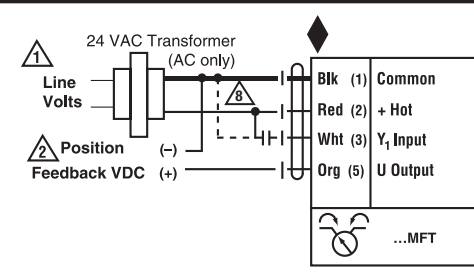 24 VAC Transformer
(AC only)
1
Line
Volts
8
2 Position (–)
Feedback VDC (+)
Blk (1) Common
Red (2) + Hot
Wht (3) Y1 Input
Org (5) U Output
...MFT